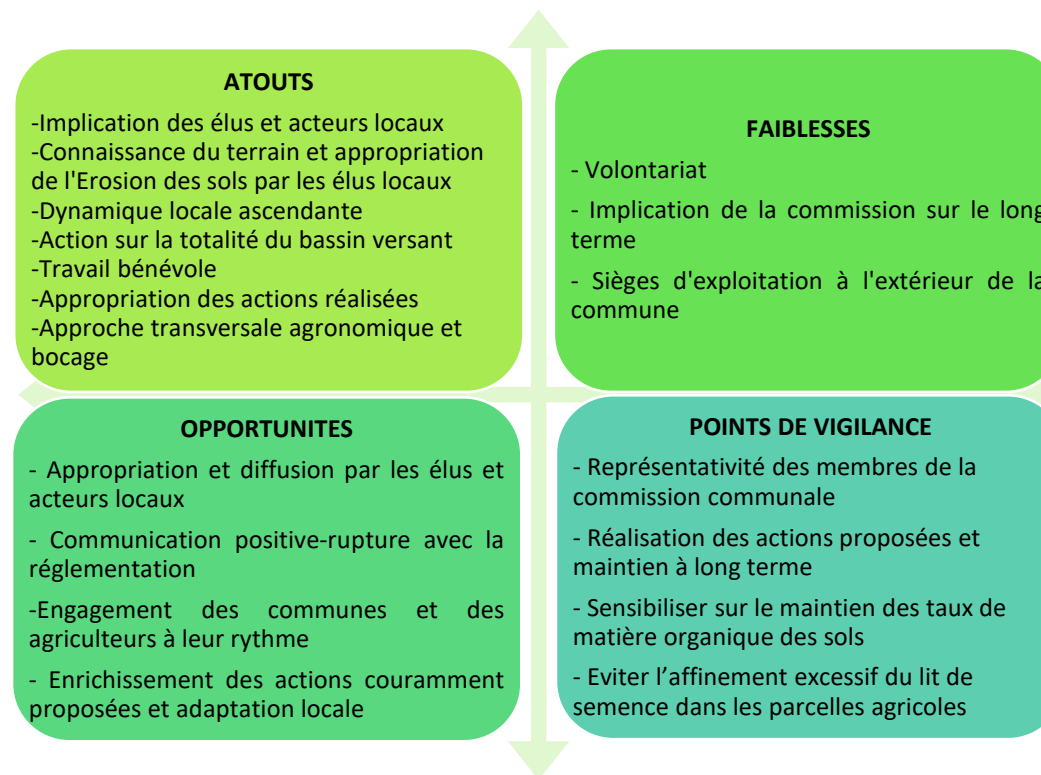 ATOUTS
-Implication des élus et acteurs locaux
-Connaissance du terrain et appropriation
de l'Erosion des sols par les élus locaux
-Dynamique locale ascendante
-Action sur la totalité du bassin versant
-Travail bénévole
-Appropriation des actions réalisées
-Approche transversale agronomique et
bocage
FAIBLESSES
- Volontariat
- Implication de la commission sur le long
terme
- Sièges d'exploitation à l'extérieur de la
commune
OPPORTUNITES
- Appropriation et diffusion par les élus et
acteurs locaux
- Communication positive-rupture avec la
réglementation
-Engagement des communes et des
agriculteurs à leur rythme
- Enrichissement des actions couramment
proposées et adaptation locale
POINTS DE VIGILANCE
- Représentativité des membres de la
commission communale
- Réalisation des actions proposées et
maintien à long terme
- Sensibiliser sur le maintien des taux de
matière organique des sols
- Eviter l’affinement excessif du lit de
semence dans les parcelles agricoles